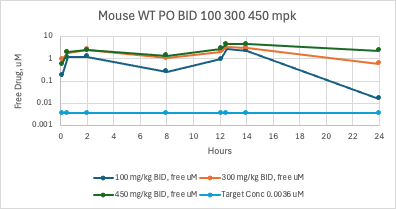 Mouse WT PO BID 100 300 450 mpk
Free Drug, uM
10
1
0.1
0.01
0.001
0 2 4 6 8 10 12 14 16 18 20 22 24
Hours
100 mg/kg BID, free uM 300 mg/kg BID, free uM
450 mg/kg BID, free uM Target Conc 0.0036 uM